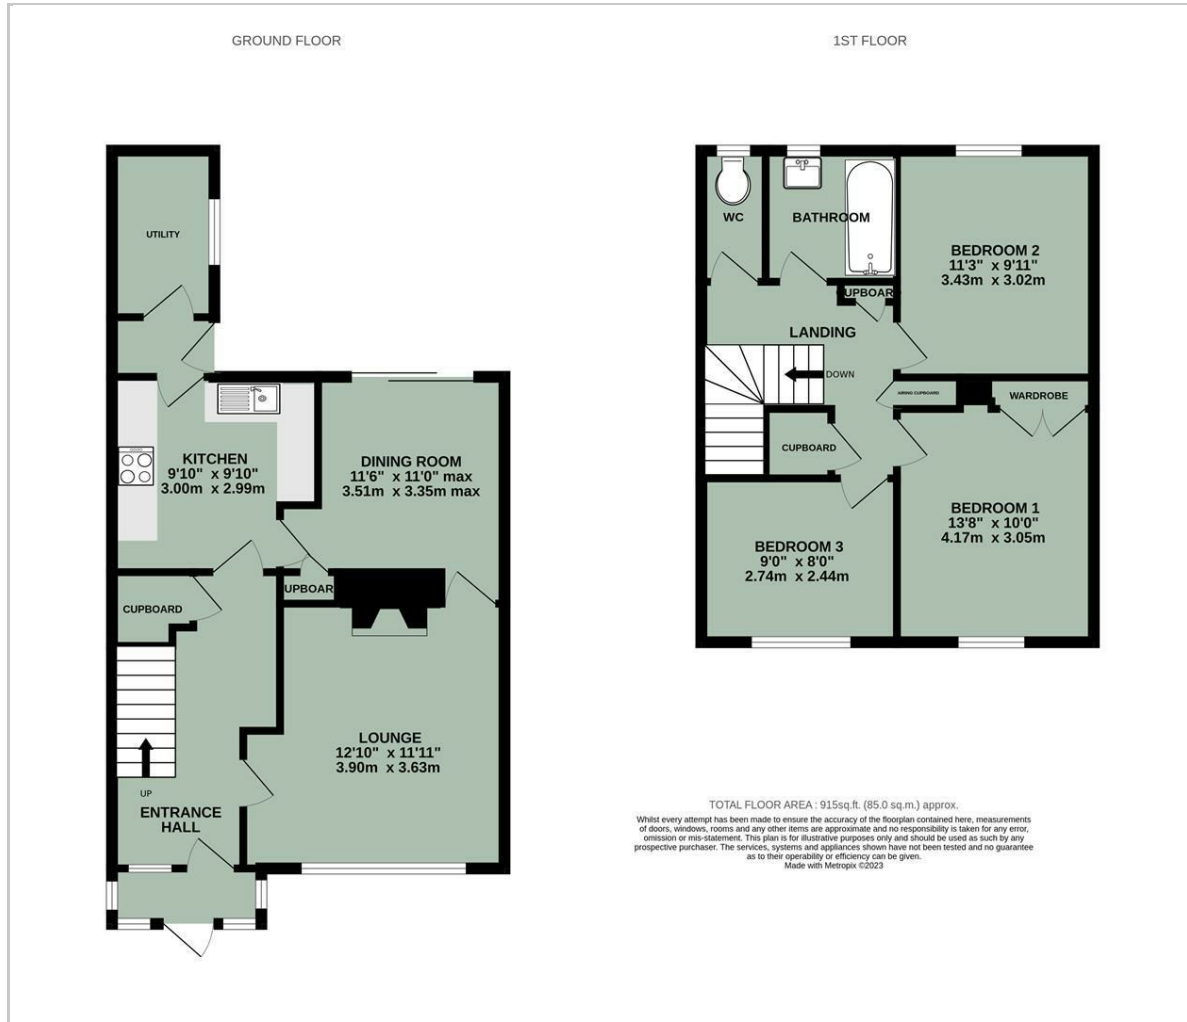 GROUND FLOOR
UTILITY
KITCHEN
9'10" x 9'10"
3.00m x 2.99m
DINING ROOM
11'6" x 11'0" max
3.51m x 3.35m max
UPBOAR
CUPBOARD
LOUNGE
12'10" x 11'11"
3.90m x 3.63m
UP
ENTRANCE
HALL
1ST FLOOR
WC
BATHROOM
BEDROOM 2
11'3" x 9'11"
3.43m x 3.02m
CUPBOARD
LANDING
DOWN
AIRING CUPBOARD
WARDROBE
CUPBOARD
BEDROOM 1
13'8" x 10'0"
4.17m x 3.05m
BEDROOM 3
9'0" x 8'0"
2.74m x 2.44m
TOTAL FLOOR AREA : 915sq.ft. (85.0 sq.m.) approx.
Whilst every attempt has been made to ensure the accuracy of the floorplan contained here, measurements
of doors, windows, rooms and any other items are approximate and no responsibility is taken for any error,
omission or mis-statement. This plan is for illustrative purposes only and should be used as such by any
prospective purchaser. The services, systems and appliances shown have not been tested and no guarantee
as to their operability or efficiency can be given.
Made with Metropix ©2023